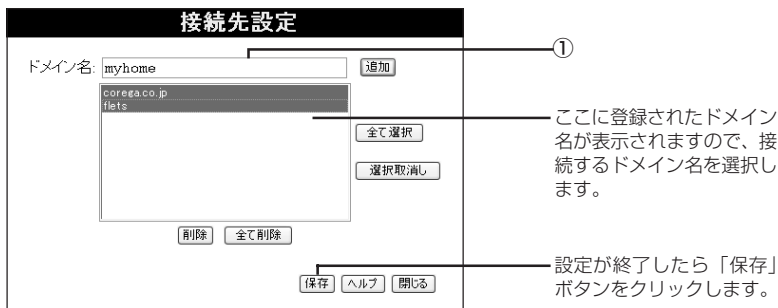 接続先設定
①
ドメイン名: myhome 追加
corega.co.jp
flets
全て選択
選択取消し
ここに登録されたドメイン
名が表示されますので、接
続するドメイン名を選択し
ます。
削除 全て削除
保存 ヘルプ 閉じる
設定が終了したら「保存」
ボタンをクリックします。